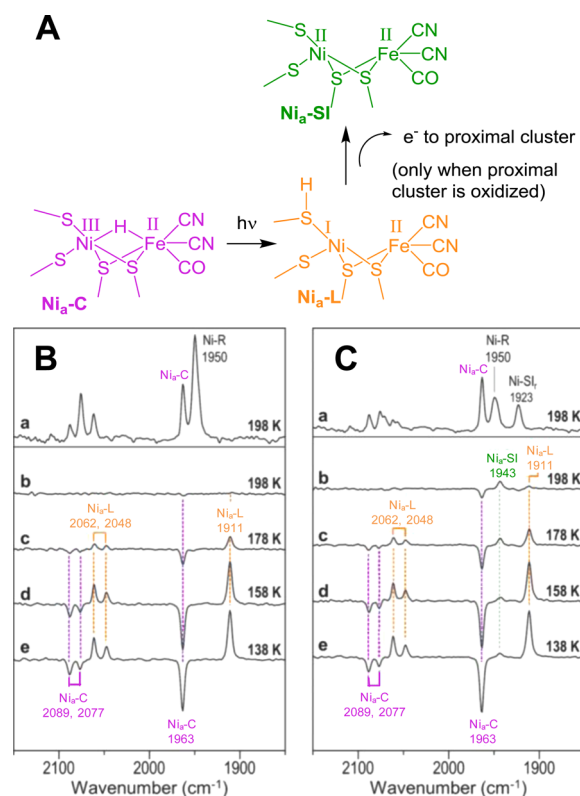 A
II
II
S
Ni
Fe
CN
CN
CO
S
S
S
Niₐ-SI
e⁻ to proximal cluster
(only when proximal
cluster is oxidized)
H
S
III
H
II
S
Ni
Fe
CN
CN
CO
S
S
S
Niₐ-C
hν
I
II
Ni
Fe
CN
CN
CO
S
S
S
Niₐ-L
B
Ni-R
1950
Niₐ-C
a
198 K
b
198 K
Niₐ-L
2062, 2048
Niₐ-L
1911
c
178 K
d
158 K
e
138 K
Niₐ-C
2089, 2077
Niₐ-C
1963
2100
2000
1900
Wavenumber (cm⁻¹)
C
Ni-R
1950
Niₐ-C
Ni-SIᵣ
1923
a
198 K
Niₐ-SI
1943
Niₐ-L
1911
b
198 K
Niₐ-L
2062, 2048
c
178 K
d
158 K
e
138 K
Niₐ-C
2089, 2077
Niₐ-C
1963
2100
2000
1900
Wavenumber (cm⁻¹)